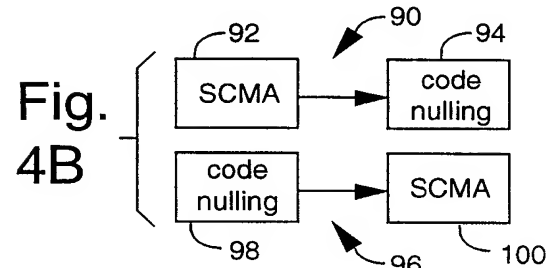 Fig.
4B
92
90
94
SCMA
code
nulling
code
nulling
SCMA
98
96
100